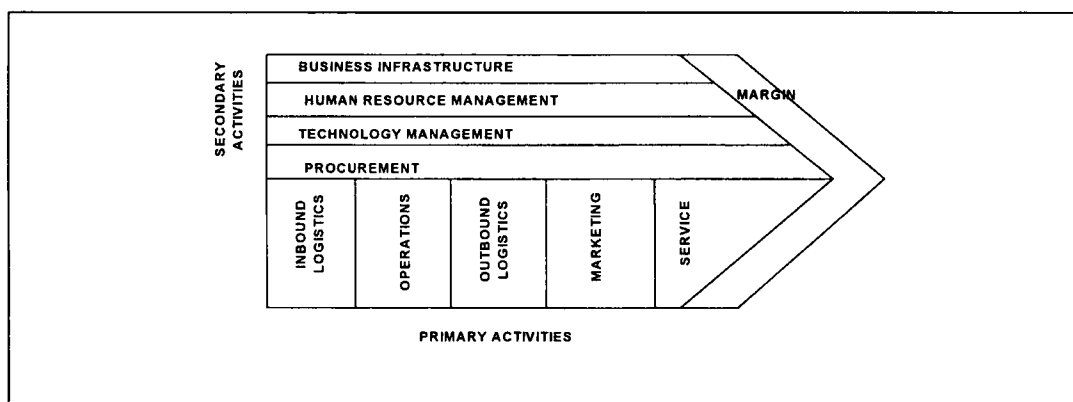 SECONDARY
ACTIVITIES
BUSINESS INFRASTRUCTURE
HUMAN RESOURCE MANAGEMENT
TECHNOLOGY MANAGEMENT
PROCUREMENT
MARGIN
INBOUND
LOGISTICS
OPERATIONS
OUTBOUND
LOGISTICS
MARKETING
SERVICE
PRIMARY ACTIVITIES